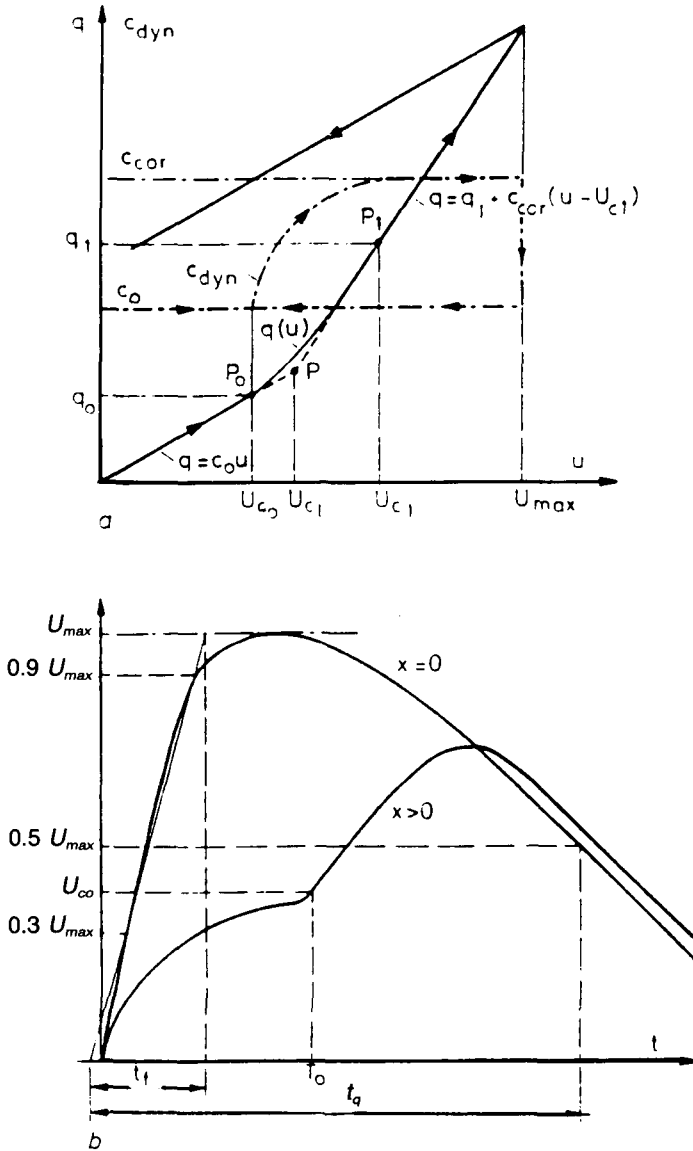 q c_dyn
c_cor
q = q_1 + c_cor(u − U_c1)
q_1
P_1
c_dyn
c_o
q(u)
P_o
P
q_o
q = c_o u
u
U_co U_c1 U_c1 U_max
a
U_max
0.9 U_max
x = 0
x>0
0.5 U_max
U_co
0.3 U_max
t
t_f
T_o
t_q
b